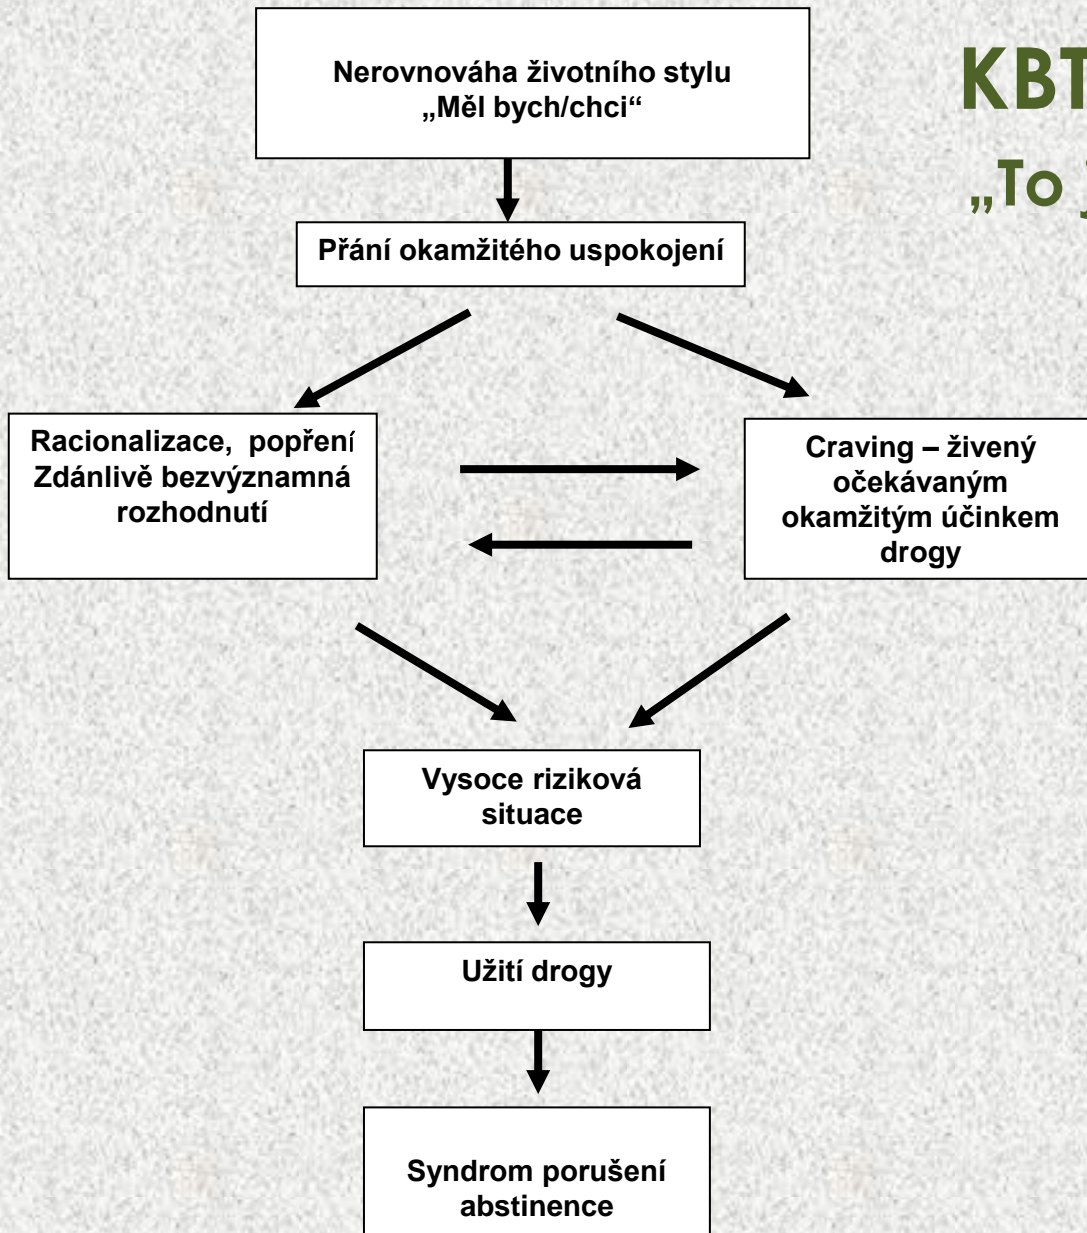 Nerovnováha životního stylu
„Měl bych/chci“
KBT
„To
Přání okamžitého uspokojení
Racionalizace, popření
Zdánlivě bezvýznamná
rozhodnutí
Craving – živený
očekávaným
okamžitým účinkem
drogy
Vysoce riziková
situace
Užití drogy
Syndrom porušení
abstinence